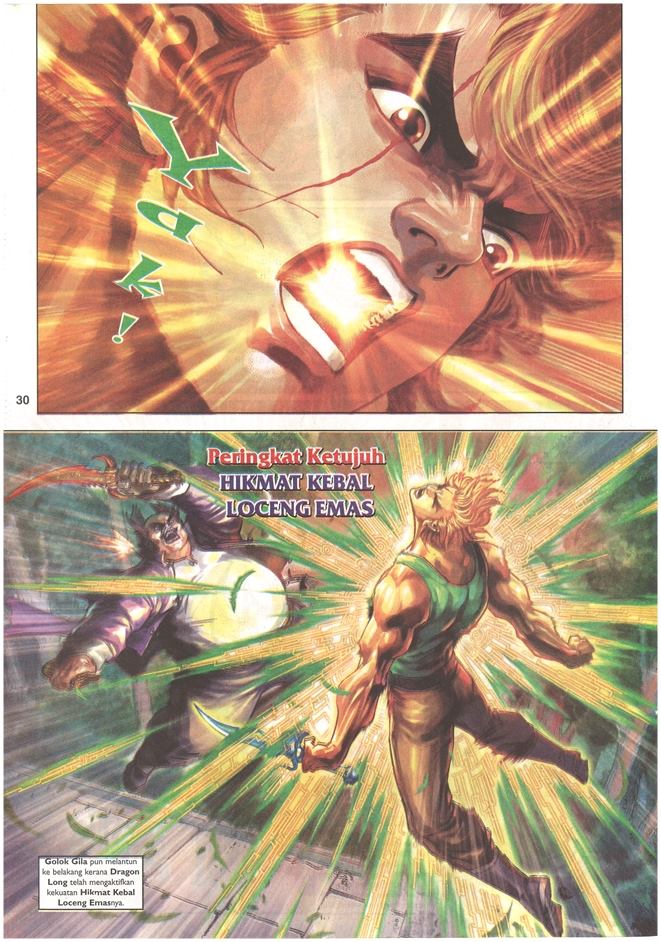 Yak!
30
Peringkat Ketujuh
HIKMAT KEBAL
LOCENG EMAS
Golok Gila pun melantun
ke belakang kerana Dragon
Long telah mengaktifkan
kekuatan Hikmat Kebal
Loceng Emasnya.